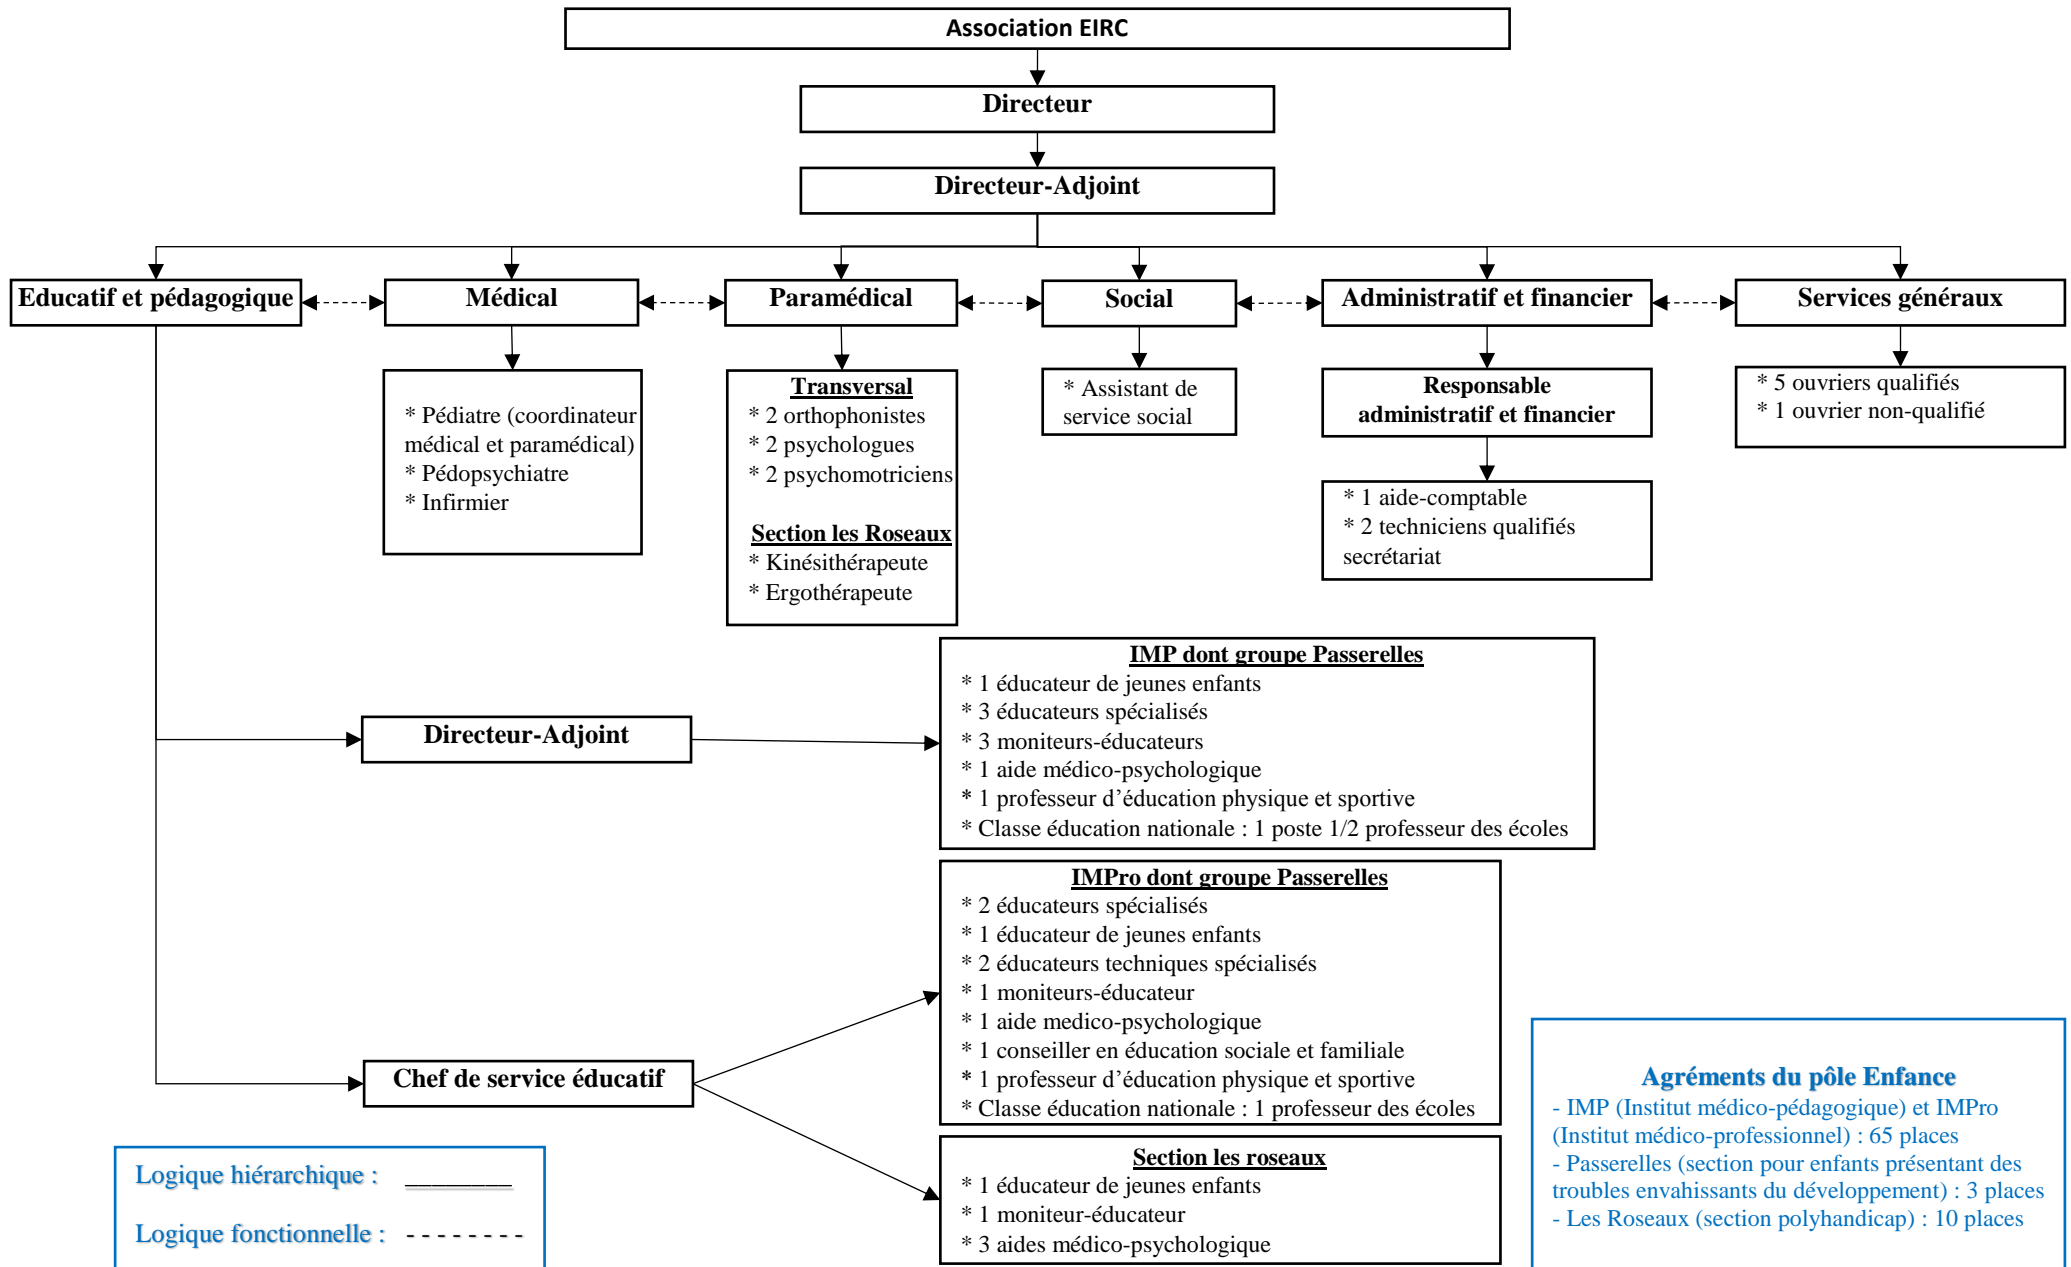 Association EIRC
Directeur
Directeur-Adjoint
Educatif et pédagogique
Médical
Paramédical
Social
Administratif et financier
Services généraux
* Pédiatre (coordinateur
médical et paramédical)
* Pédopsychiatre
* Infirmier
Transversal
* 2 orthophonistes
* 2 psychologues
* 2 psychomotriciens
Section les Roseaux
* Kinésithérapeute
* Ergothérapeute
* Assistant de
service social
Responsable
administratif et financier
* 1 aide-comptable
* 2 techniciens qualifiés
secrétariat
* 5 ouvriers qualifiés
* 1 ouvrier non-qualifié
Directeur-Adjoint
IMP dont groupe Passerelles
* 1 éducateur de jeunes enfants
* 3 éducateurs spécialisés
* 3 moniteurs-éducateurs
* 1 aide médico-psychologique
* 1 professeur d’éducation physique et sportive
* Classe éducation nationale : 1 poste 1/2 professeur des écoles
Chef de service éducatif
IMPro dont groupe Passerelles
* 2 éducateurs spécialisés
* 1 éducateur de jeunes enfants
* 2 éducateurs techniques spécialisés
* 1 moniteurs-éducateur
* 1 aide medico-psychologique
* 1 conseiller en éducation sociale et familiale
* 1 professeur d’éducation physique et sportive
* Classe éducation nationale : 1 professeur des écoles
Section les roseaux
* 1 éducateur de jeunes enfants
* 1 moniteur-éducateur
* 3 aides médico-psychologique
Logique hiérarchique : ________
Logique fonctionnelle : - - - - - - - -
Agréments du pôle Enfance
- IMP (Institut médico-pédagogique) et IMPro
(Institut médico-professionnel) : 65 places
- Passerelles (section pour enfants présentant des
troubles envahissants du développement) : 3 places
- Les Roseaux (section polyhandicap) : 10 places